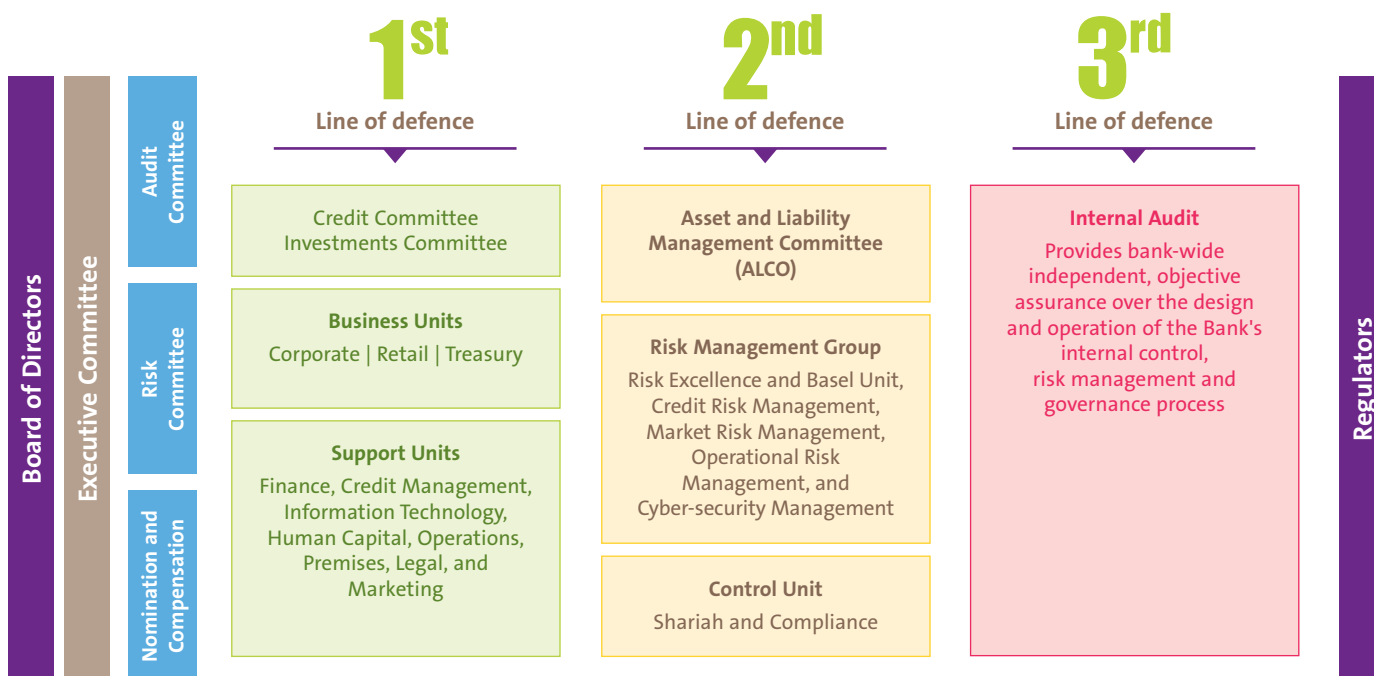 Board of Directors
Executive Committee
Audit
Committee
Risk
Committee
Nomination and
Compensation
1st
Line of defence
Credit Committee
Investments Committee
Business Units
Corporate | Retail | Treasury
Support Units
Finance, Credit Management,
Information Technology,
Human Capital, Operations,
Premises, Legal, and
Marketing
2nd
Line of defence
Asset and Liability
Management Committee
(ALCO)
Risk Management Group
Risk Excellence and Basel Unit,
Credit Risk Management,
Market Risk Management,
Operational Risk
Management, and
Cyber-security Management
Control Unit
Shariah and Compliance
3rd
Line of defence
Internal Audit
Provides bank-wide
independent, objective
assurance over the design
and operation of the Bank's
internal control,
risk management and
governance process
Regulators